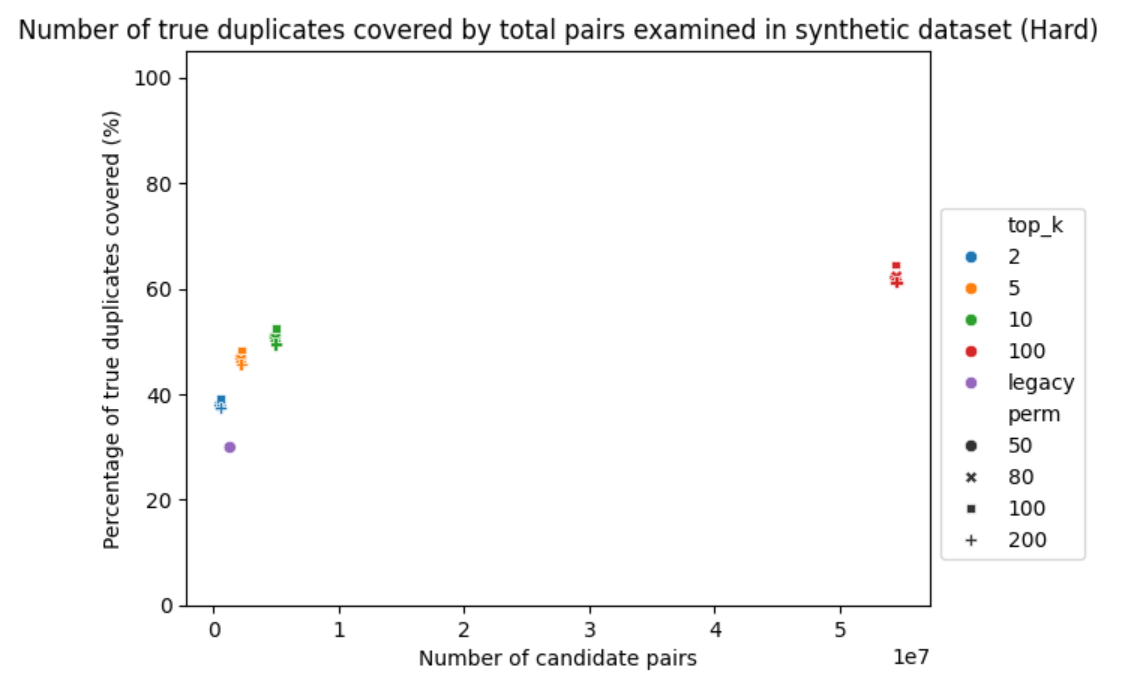 Number of true duplicates covered by total pairs examined in synthetic dataset (Hard)
Percentage of true duplicates covered (%)
100
80
60
40
20
0
0 1 2 3 4 5
1e7
Number of candidate pairs
top_k
2
5
10
100
legacy
perm
50
80
100
200